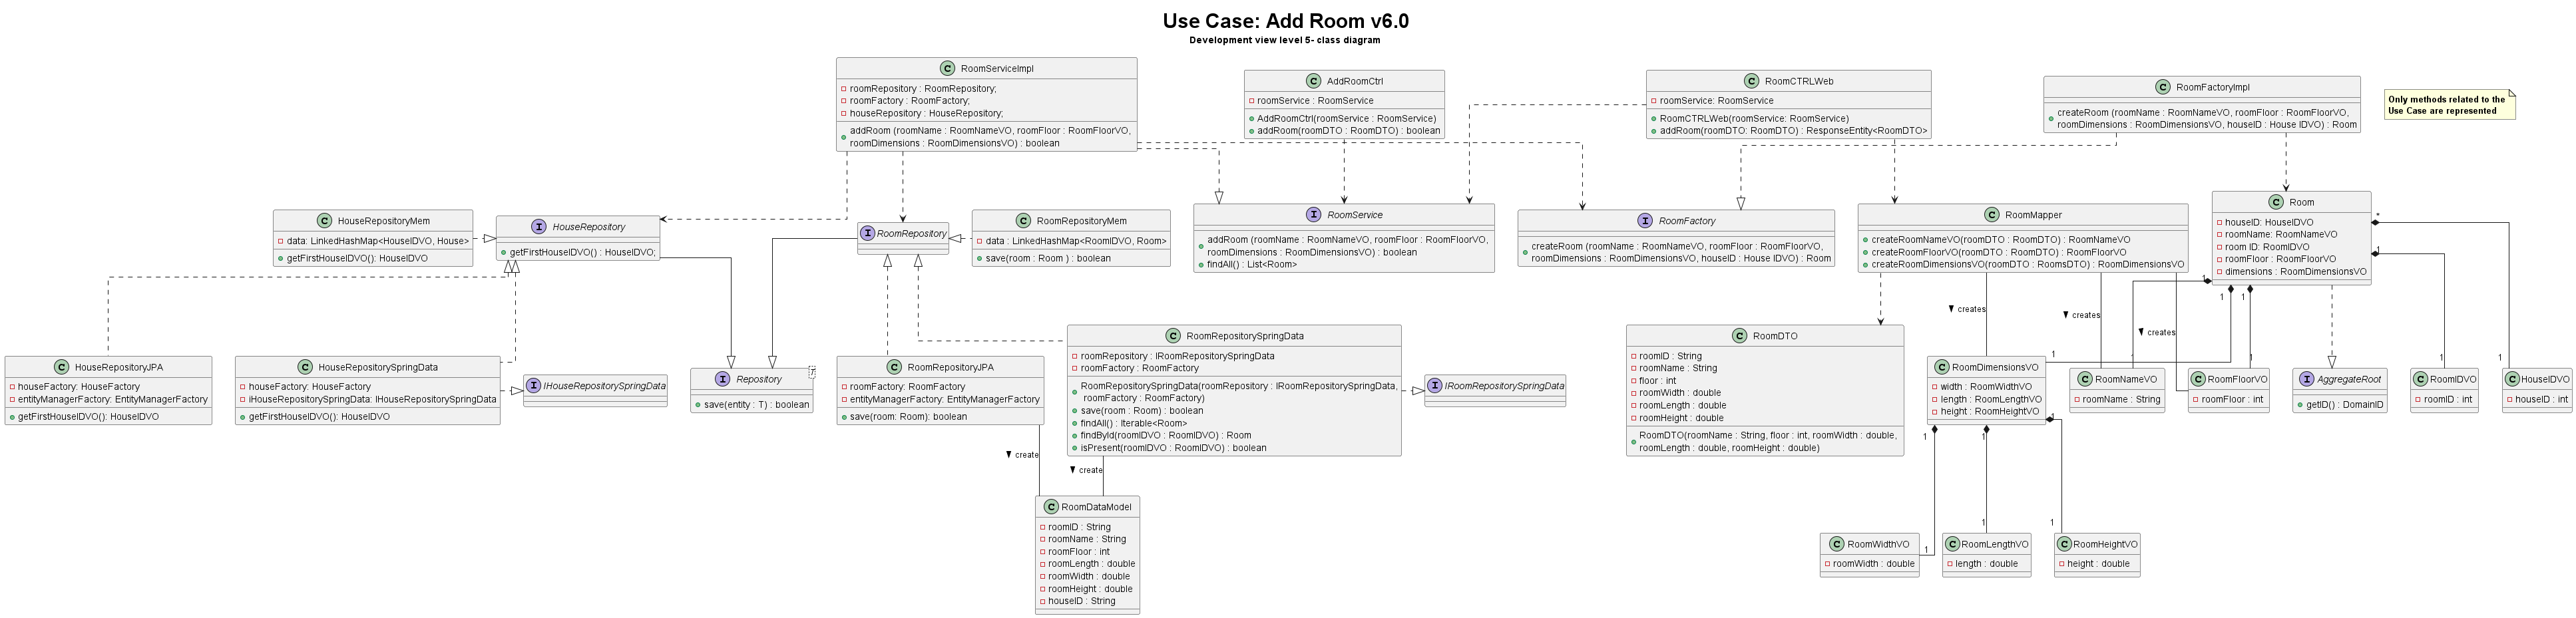 Use Case: Add Room v6.0
Development view level 5- class diagram
C RoomServiceImpl
roomRepository : RoomRepository;
roomFactory : RoomFactory;
houseRepository : HouseRepository;
addRoom (roomName : RoomNameVO, roomFloor : RoomFloorVO,
roomDimensions : RoomDimensionsVO) : boolean
C AddRoomCtrl
roomService : RoomService
AddRoomCtrl(roomService : RoomService)
addRoom(roomDTO : RoomDTO) : boolean
C RoomCTRLWeb
roomService: RoomService
RoomCTRLWeb(roomService: RoomService)
addRoom(roomDTO: RoomDTO) : ResponseEntity<RoomDTO>
C RoomFactoryImpl
createRoom (roomName : RoomNameVO, roomFloor : RoomFloorVO,
roomDimensions : RoomDimensionsVO, houseID : House IDVO) : Room
Only methods related to the
Use Case are represented
C HouseRepositoryMem
data: LinkedHashMap<HouseIDVO, House>
getFirstHouseIDVO(): HouseIDVO
I HouseRepository
getFirstHouseIDVO() : HouseIDVO;
I RoomRepository
C RoomRepositoryMem
data : LinkedHashMap<RoomIDVO, Room>
save(room : Room ) : boolean
I RoomService
addRoom (roomName : RoomNameVO, roomFloor : RoomFloorVO,
roomDimensions : RoomDimensionsVO) : boolean
findAll() : List<Room>
I RoomFactory
createRoom (roomName : RoomNameVO, roomFloor : RoomFloorVO,
roomDimensions : RoomDimensionsVO, houseID : House IDVO) : Room
C RoomMapper
createRoomNameVO(roomDTO : RoomDTO) : RoomNameVO
createRoomFloorVO(roomDTO : RoomDTO) : RoomFloorVO
createRoomDimensionsVO(roomDTO : RoomsDTO) : RoomDimensionsVO
C Room
houseID: HouseIDVO
roomName: RoomNameVO
room ID: RoomIDVO
roomFloor : RoomFloorVO
dimensions : RoomDimensionsVO
*
1
1
1
1
creates
creates
creates
C HouseRepositoryJPA
houseFactory: HouseFactory
entityManagerFactory: EntityManagerFactory
getFirstHouseIDVO(): HouseIDVO
C HouseRepositorySpringData
houseFactory: HouseFactory
iHouseRepositorySpringData: IHouseRepositorySpringData
getFirstHouseIDVO(): HouseIDVO
I IHouseRepositorySpringData
I Repository T
save(entity : T) : boolean
C RoomRepositoryJPA
roomFactory: RoomFactory
entityManagerFactory: EntityManagerFactory
save(room: Room): boolean
C RoomRepositorySpringData
roomRepository : IRoomRepositorySpringData
roomFactory : RoomFactory
RoomRepositorySpringData(roomRepository : IRoomRepositorySpringData,
roomFactory : RoomFactory)
save(room : Room) : boolean
findAll() : Iterable<Room>
findById(roomIDVO : RoomIDVO) : Room
isPresent(roomIDVO : RoomIDVO) : boolean
I IRoomRepositorySpringData
C RoomDTO
roomID : String
roomName : String
floor : int
roomWidth : double
roomLength : double
roomHeight : double
RoomDTO(roomName : String, floor : int, roomWidth : double,
roomLength : double, roomHeight : double)
1
1
1
1
1
C RoomDimensionsVO
width : RoomWidthVO
length : RoomLengthVO
height : RoomHeightVO
C RoomNameVO
roomName : String
C RoomFloorVO
roomFloor : int
I AggregateRoot
getID() : DomainID
C RoomIDVO
roomID : int
C HouseIDVO
houseID : int
1
1
1
create
create
C RoomDataModel
roomID : String
roomName : String
roomFloor : int
roomLength : double
roomWidth : double
roomHeight : double
houseID : String
1
1
1
C RoomWidthVO
roomWidth : double
C RoomLengthVO
length : double
C RoomHeightVO
height : double